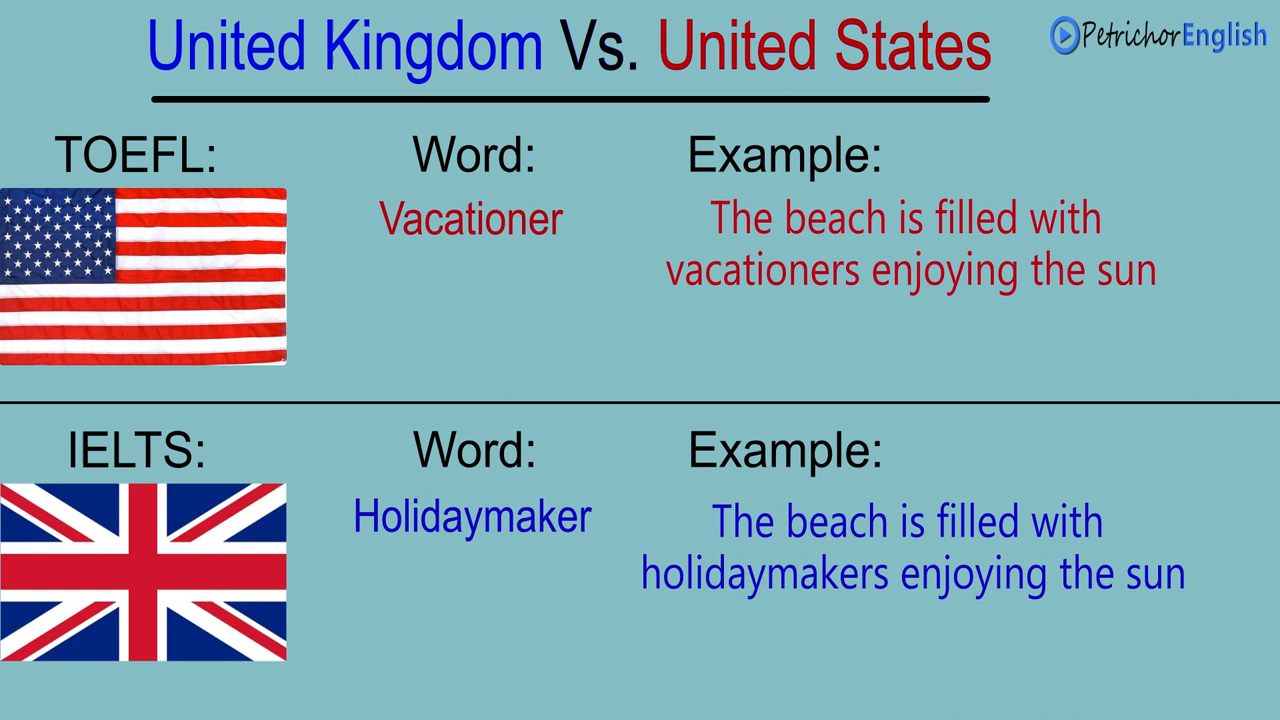 United Kingdom Vs. United States
PetrichorEnglish
TOEFL:
Word:
Example:
Vacationer
The beach is filled with
vacationers enjoying the sun
IELTS:
Word:
Example:
Holidaymaker
The beach is filled with
holidaymakers enjoying the sun